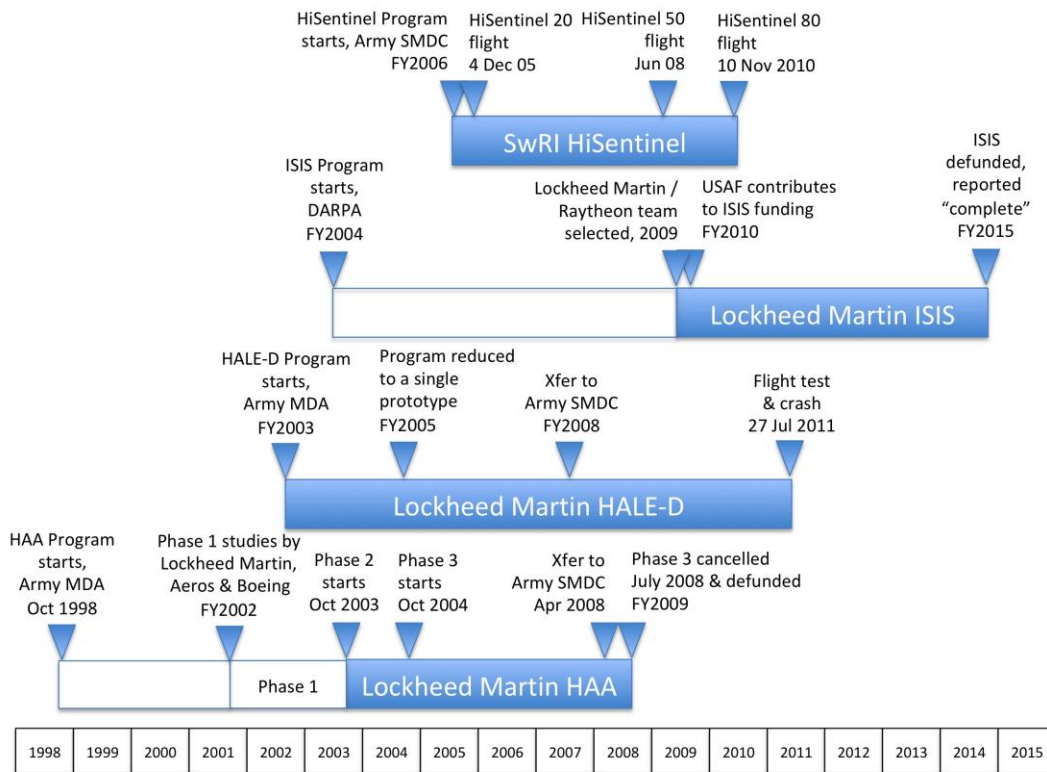 HiSentinel Program
starts, Army SMDC
FY2006
HiSentinel 20
flight
4 Dec 05
HiSentinel 50
flight
Jun 08
HiSentinel 80
flight
10 Nov 2010
SwRI HiSentinel
ISIS Program
starts,
DARPA
FY2004
Lockheed Martin /
Raytheon team
selected, 2009
USAF contributes
to ISIS funding
FY2010
ISIS
defunded,
reported
“complete”
FY2015
Lockheed Martin ISIS
HALE-D Program
starts,
Army MDA
FY2003
Program reduced
to a single
prototype
FY2005
Xfer to
Army SMDC
FY2008
Flight test
& crash
27 Jul 2011
Lockheed Martin HALE-D
HAA Program
starts,
Army MDA
Oct 1998
Phase 1 studies by
Lockheed Martin,
Aeros & Boeing
FY2002
Phase 2
starts
Oct 2003
Phase 3
starts
Oct 2004
Xfer to
Army SMDC
Apr 2008
Phase 3 cancelled
July 2008 & defunded
FY2009
Phase 1
Lockheed Martin HAA
1998 1999 2000 2001 2002 2003 2004 2005 2006 2007 2008 2009 2010 2011 2012 2013 2014 2015